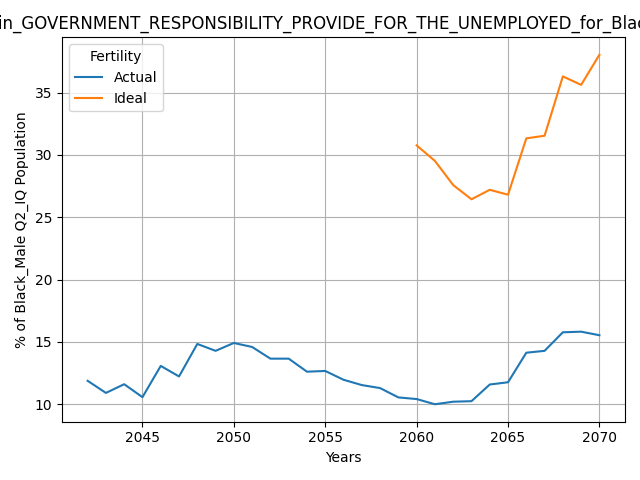 in_GOVERNMENT_RESPONSIBILITY_PROVIDE_FOR_THE_UNEMPLOYED_for_Blac
Fertility
Actual
Ideal
% of Black_Male Q2_IQ Population
35
30
25
20
15
10
2045 2050 2055 2060 2065 2070
Years